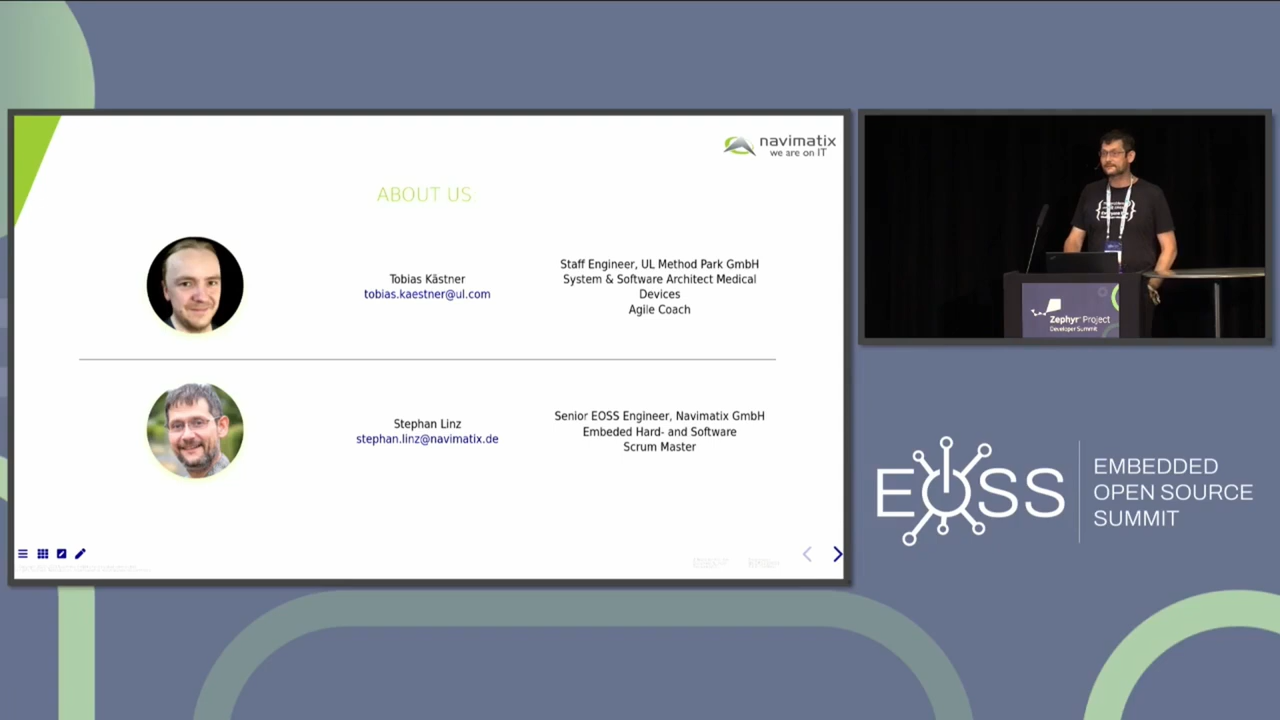 navimatix
we are on IT
ABOUT US
Tobias Kästner
tobias.kaestner@ul.com
Staff Engineer, UL Method Park GmbH
System & Software Architect Medical
Devices
Agile Coach
Stephan Linz
stephan.linz@navimatix.de
Senior EOSS Engineer, Navimatix GmbH
Embeded Hard- and Software
Scrum Master
Zephyr Project
Developer Summit
EOSS
EMBEDDED
OPEN SOURCE
SUMMIT